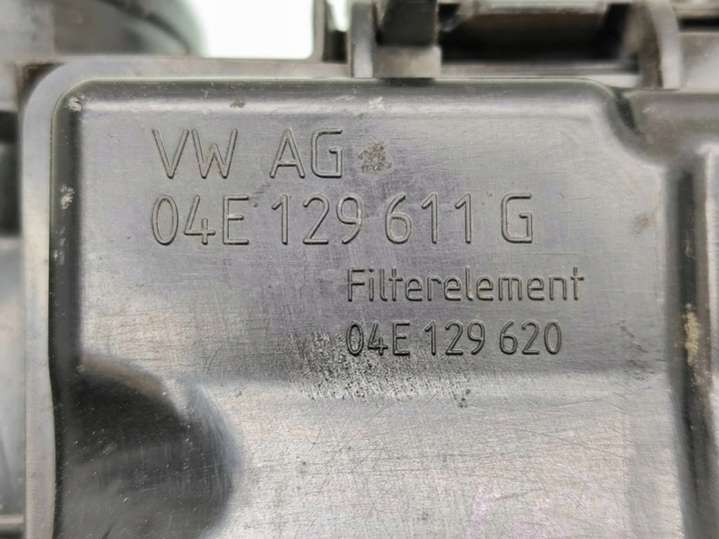 VW AG
04E 129 611 G
Filterelement
04E 129 620